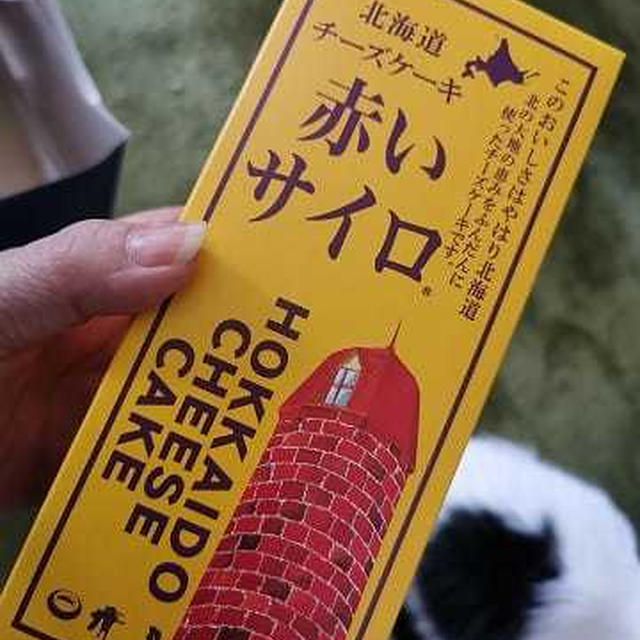 北海道
チーズケーキ
赤い
サイロ®
このおいしさはやはり北海道
北の大地の恵みをふんだんに
使ったチーズケーキです。
HOKKAIDO
CHEESE
CAKE